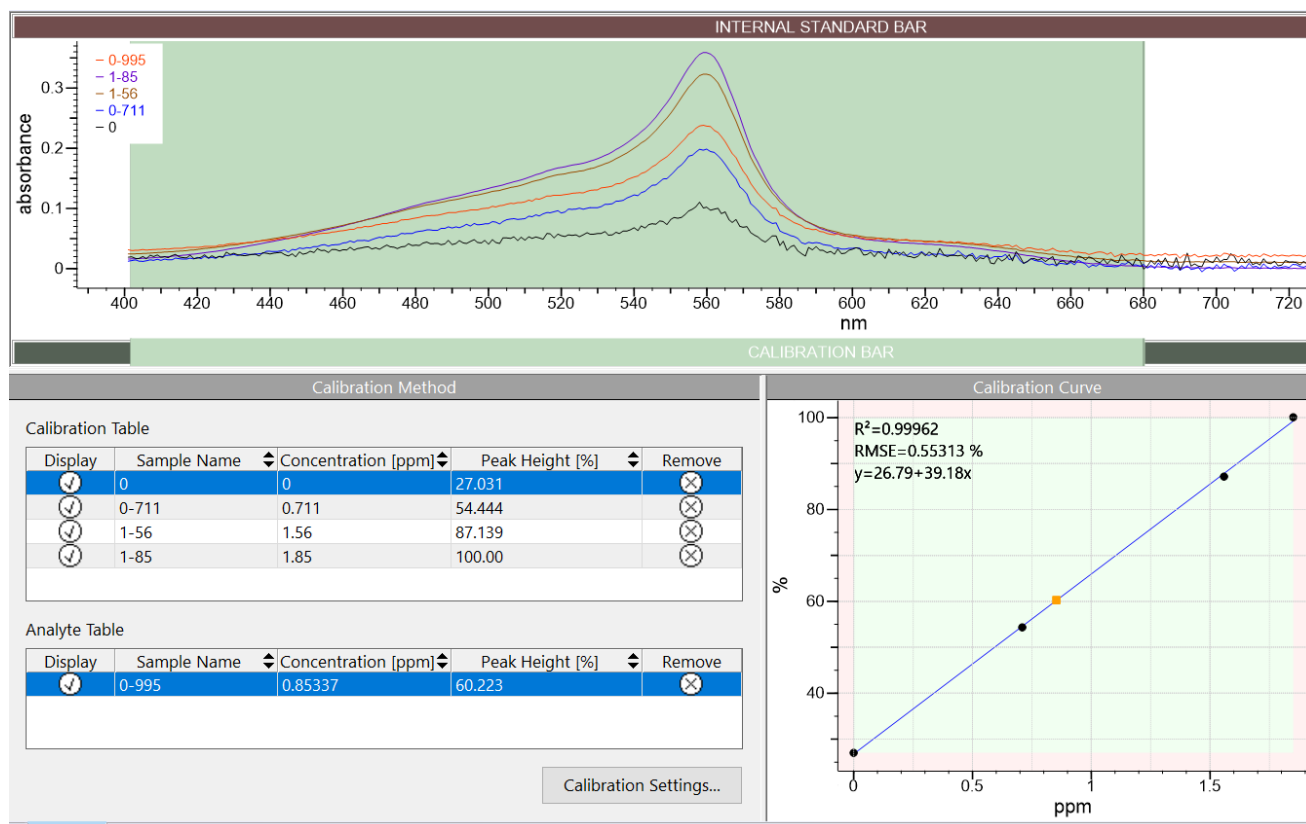 INTERNAL STANDARD BAR
0-995
1-85
1-56
0-711
0
absorbance
0.3
0.2
0.1
0
400 420 440 460 480 500 520 540 560 580 600 620 640 660 680 700 720
nm
CALIBRATION BAR
Calibration Method
Calibration Table
Display Sample Name Concentration [ppm] Peak Height [%] Remove
0 0 27.031
0-711 0.711 54.444
1-56 1.56 87.139
1-85 1.85 100.00
Analyte Table
Display Sample Name Concentration [ppm] Peak Height [%] Remove
0-995 0.85337 60.223
Calibration Settings...
Calibration Curve
R²=0.99962
RMSE=0.55313 %
y=26.79+39.18x
100
80
60
40
%
0 0.5 1 1.5
ppm